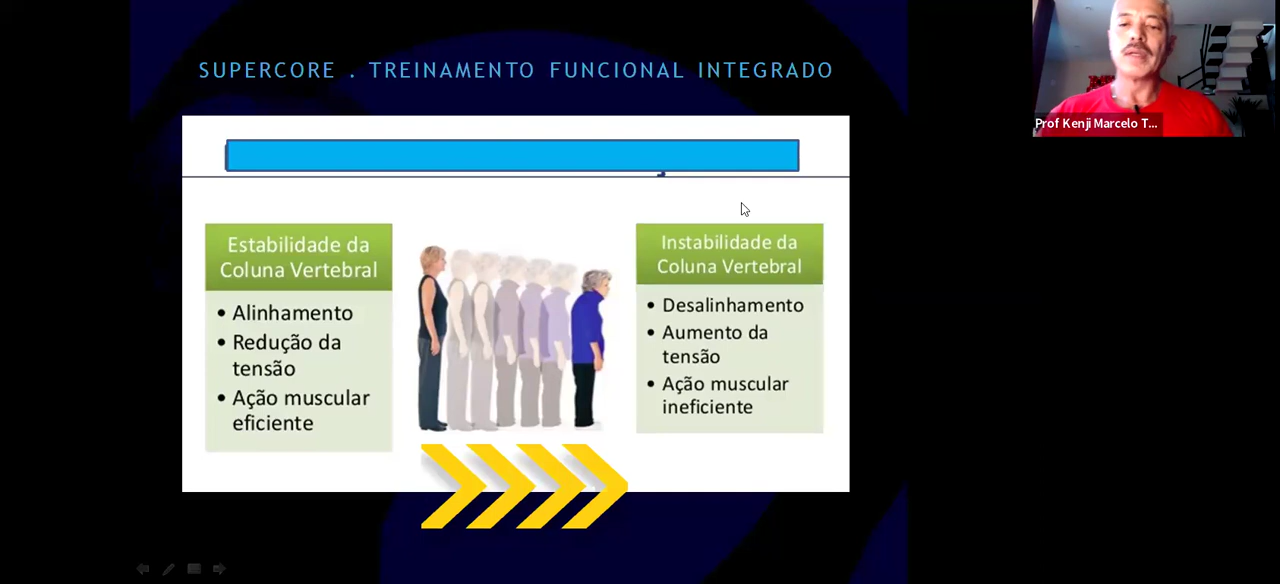 SUPERCORE . TREINAMENTO FUNCIONAL INTEGRADO
Prof Kenji Marcelo T...
Estabilidade da
Coluna Vertebral
• Alinhamento
• Redução da
tensão
• Ação muscular
eficiente
Instabilidade da
Coluna Vertebral
• Desalinhamento
• Aumento da
tensão
• Ação muscular
ineficiente